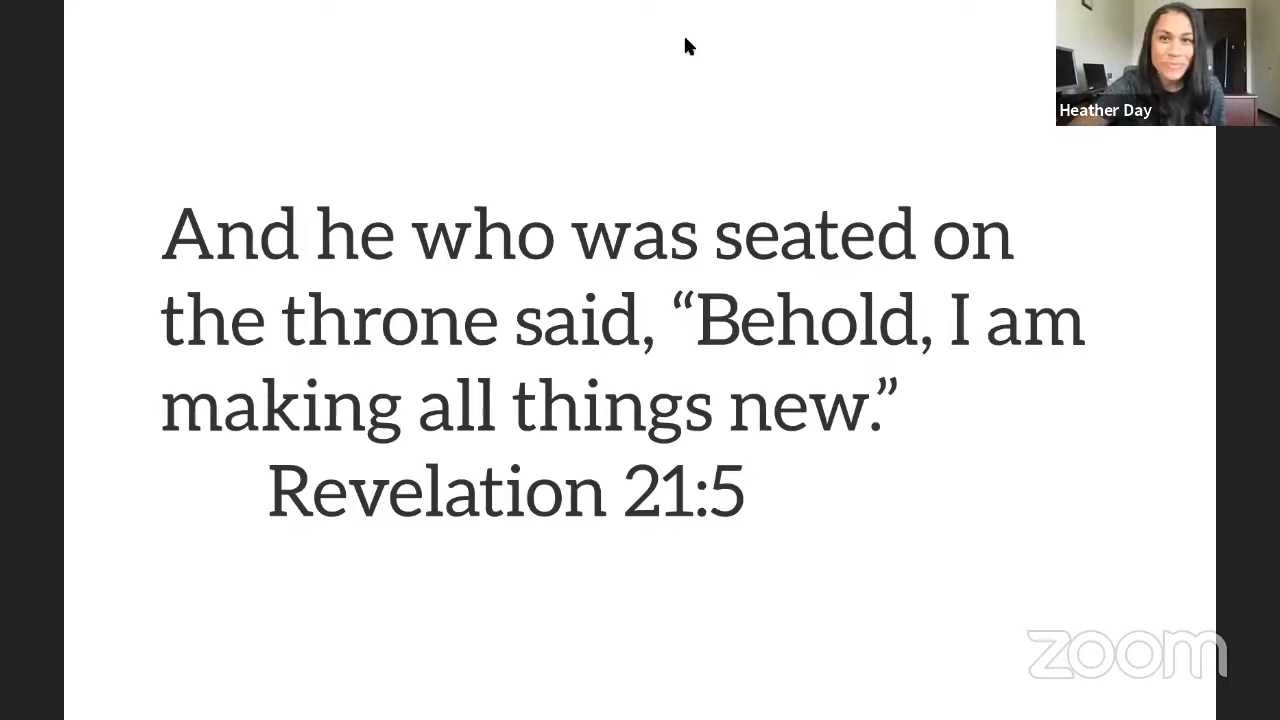 Heather Day
And he who was seated on
the throne said, “Behold, I am
making all things new.”
Revelation 21:5
zoom